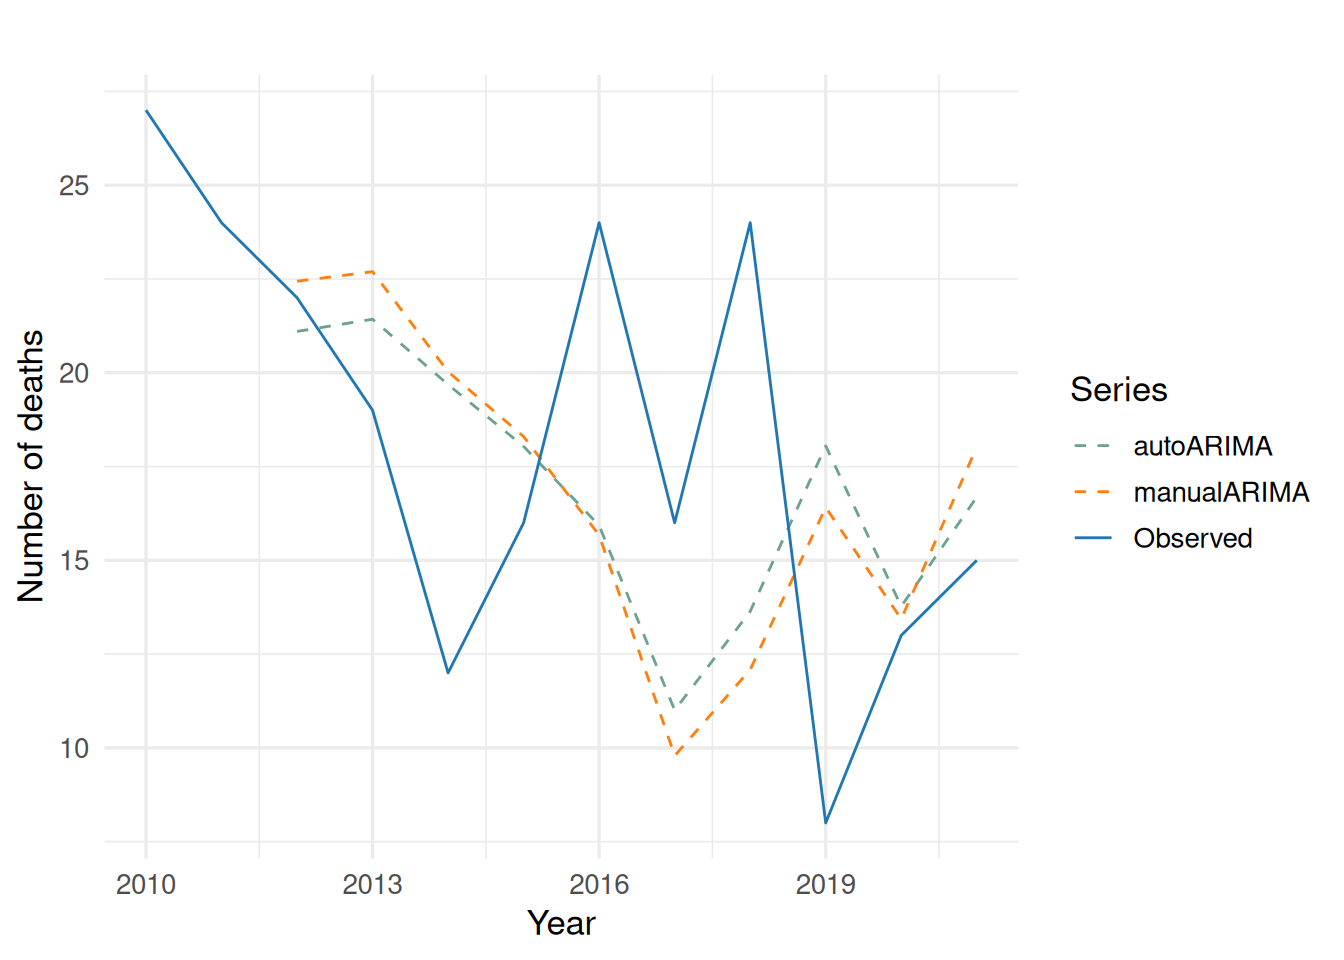 Number of deaths
25
20
15
10
2010
2013
2016
2019
Year
Series
autoARIMA
manualARIMA
Observed